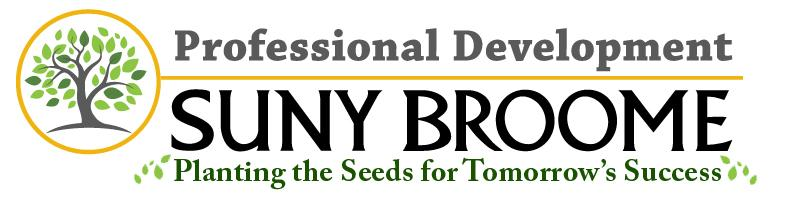 Professional Development
SUNY BROOME
Planting the Seeds for Tomorrow's Success